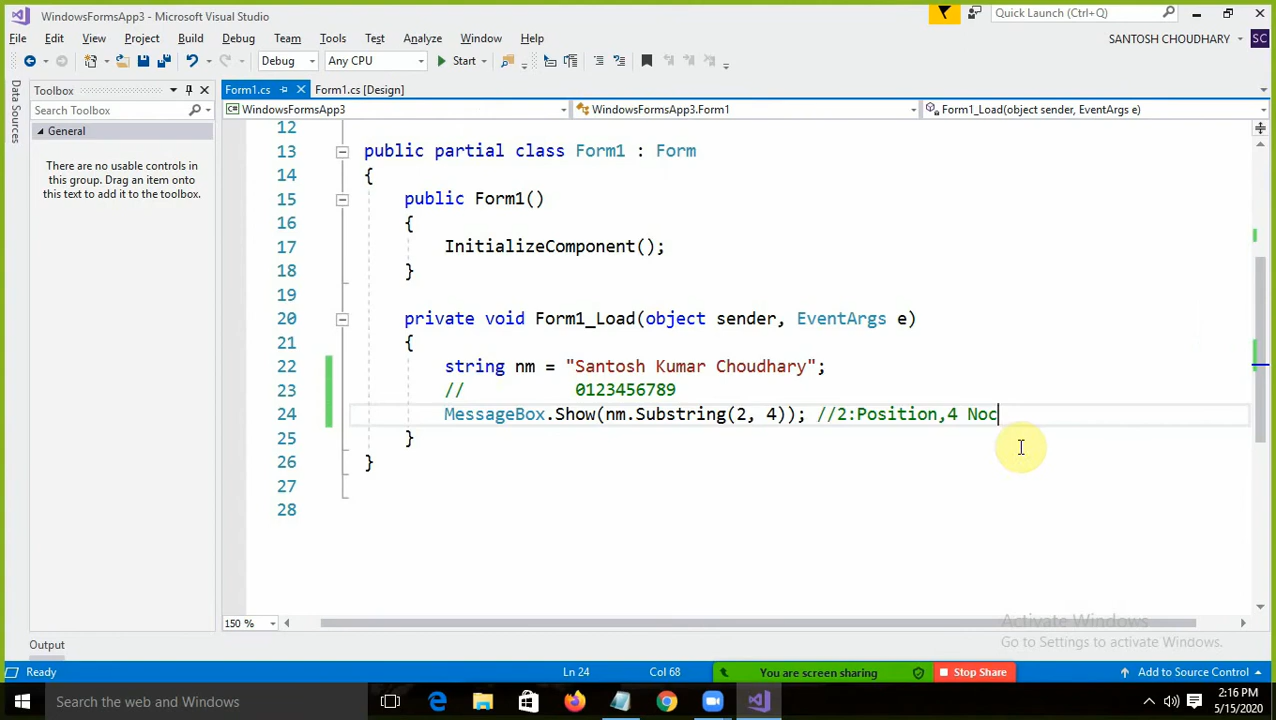 WindowsFormsApp3 - Microsoft Visual Studio
Quick Launch (Ctrl+Q)
File Edit View Project Build Debug Team Tools Test Analyze Window Help
SANTOSH CHOUDHARY SC
Debug Any CPU Start
Data Sources
Toolbox
Search Toolbox
General
There are no usable controls in
this group. Drag an item onto
this text to add it to the toolbox.
Form1.cs Form1.cs [Design]
WindowsFormsApp3 WindowsFormsApp3.Form1 Form1_Load(object sender, EventArgs e)
12
13 public partial class Form1 : Form
14 {
15 public Form1()
16 {
17 InitializeComponent();
18 }
19
20 private void Form1_Load(object sender, EventArgs e)
21 {
22 string nm = "Santosh Kumar Choudhary";
23 // 0123456789
24 MessageBox.Show(nm.Substring(2, 4)); //2:Position,4 Noc
25 }
26 }
27
28
150 %
Activate Windows
Go to Settings to activate Windows.
Output
Ready Ln 24 Col 68 You are screen sharing Stop Share Add to Source Control
Search the web and Windows
2:16 PM
5/15/2020